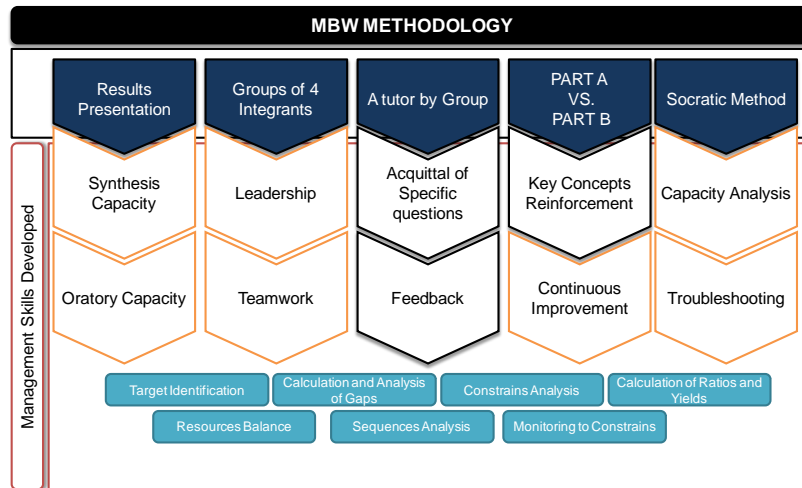 MBW METHODOLOGY
Results
Presentation
Groups of 4
Integrants
A tutor by Group
PART A
VS.
PART B
Socratic Method
Management Skills Developed
Synthesis
Capacity
Leadership
Acquittal of
Specific
questions
Key Concepts
Reinforcement
Capacity Analysis
Oratory Capacity
Teamwork
Feedback
Continuous
Improvement
Troubleshooting
Target Identification
Calculation and Analysis
of Gaps
Constrains Analysis
Calculation of Ratios and
Yields
Resources Balance
Sequences Analysis
Monitoring to Constrains